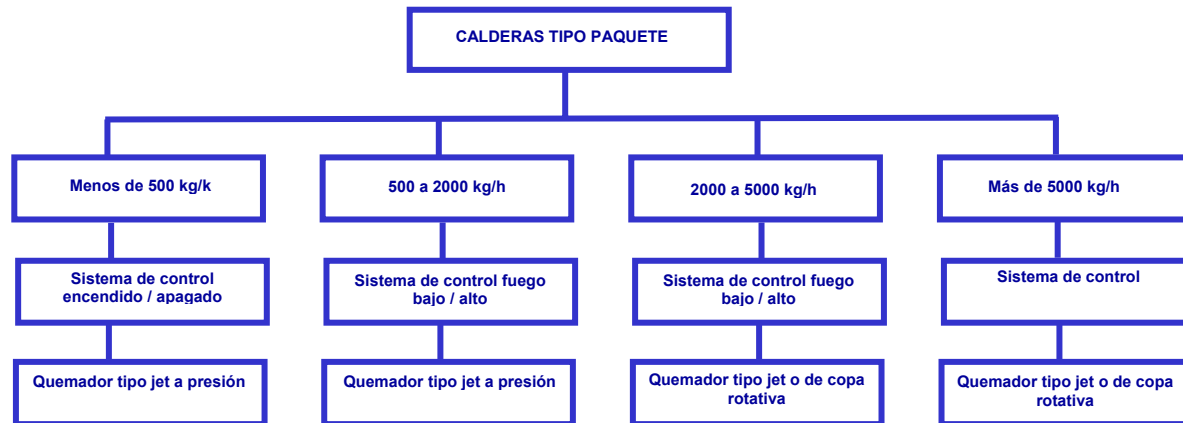 CALDERAS TIPO PAQUETE
Menos de 500 kg/k
500 a 2000 kg/h
2000 a 5000 kg/h
Más de 5000 kg/h
Sistema de control
encendido / apagado
Sistema de control fuego
bajo / alto
Sistema de control fuego
bajo / alto
Sistema de control
Quemador tipo jet a presión
Quemador tipo jet a presión
Quemador tipo jet o de copa
rotativa
Quemador tipo jet o de copa
rotativa